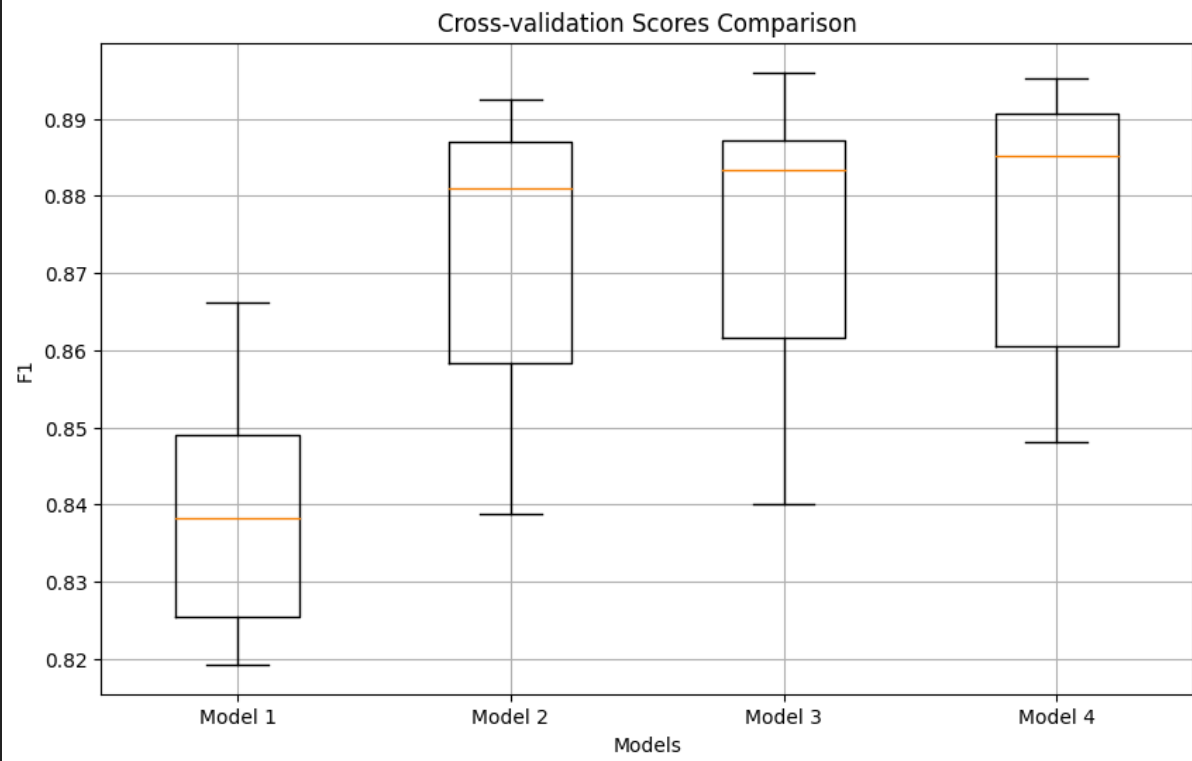 Cross-validation Scores Comparison
0.89
0.88
0.87
0.86
0.85
0.84
0.83
0.82
F1
Model 1
Model 2
Model 3
Model 4
Models